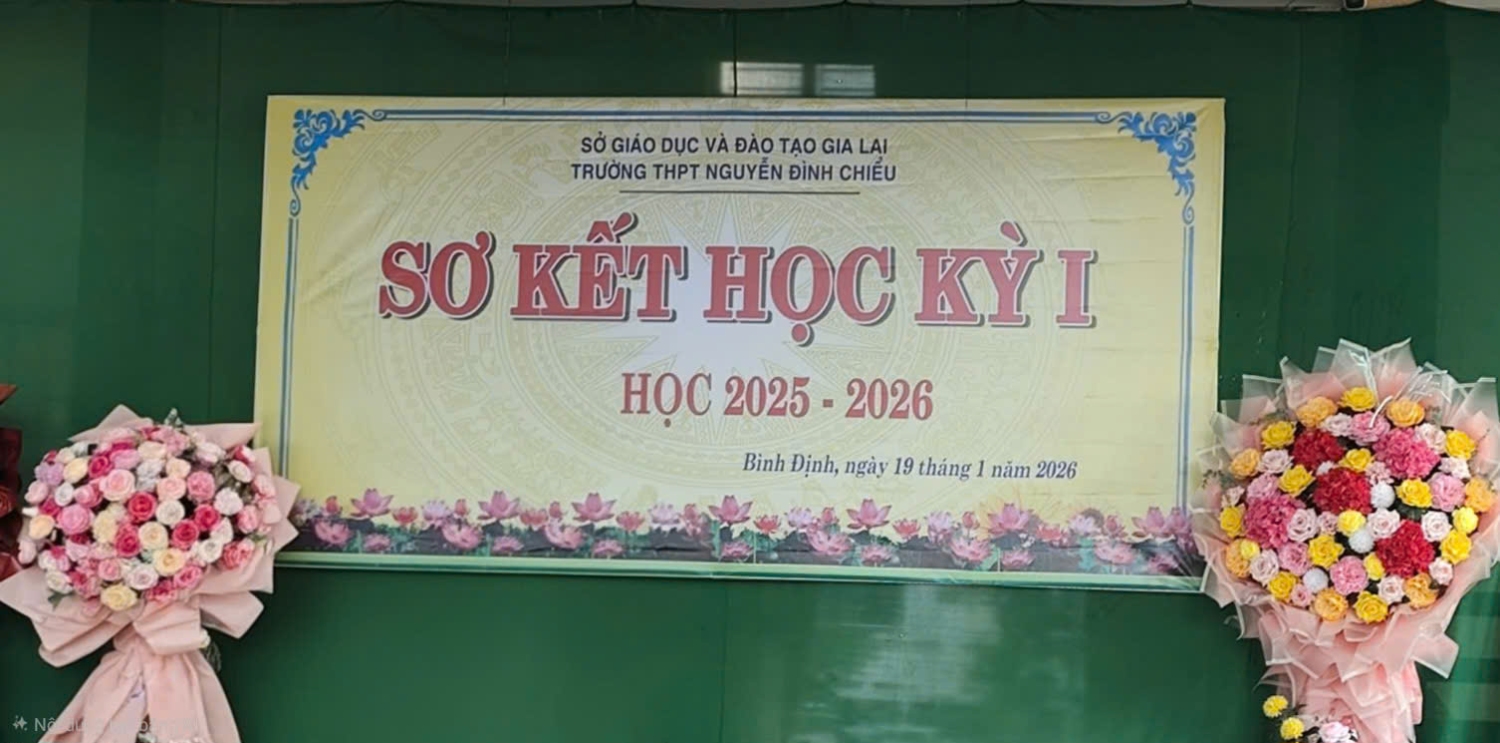 SỞ GIÁO DỤC VÀ ĐÀO TẠO GIA LAI
TRƯỜNG THPT NGUYỄN ĐÌNH CHIỂU
SƠ KẾT HỌC KỲ I
HỌC 2025 - 2026
Bình Định, ngày 19 tháng 1 năm 2026